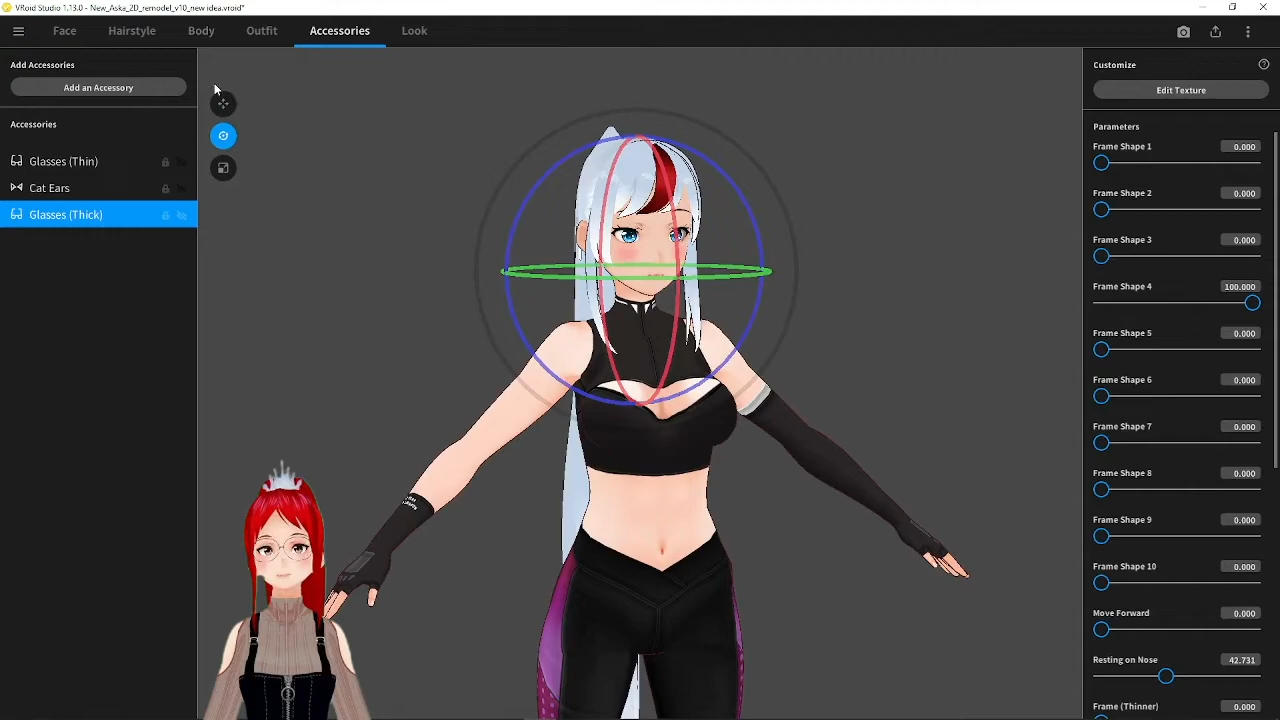 VRoid Studio 1.13.0 - New_Aska_2D_remodel_v10_new idea.vroid*
Face Hairstyle Body Outfit Accessories Look
Add Accessories
Add an Accessory
Accessories
Glasses (Thin)
Cat Ears
Glasses (Thick)
Customize
Edit Texture
Parameters
Frame Shape 1 0.000
Frame Shape 2 0.000
Frame Shape 3 0.000
Frame Shape 4 100.000
Frame Shape 5 0.000
Frame Shape 6 0.000
Frame Shape 7 0.000
Frame Shape 8 0.000
Frame Shape 9 0.000
Frame Shape 10 0.000
Move Forward 0.000
Resting on Nose 42.731
Frame (Thinner) 0.000